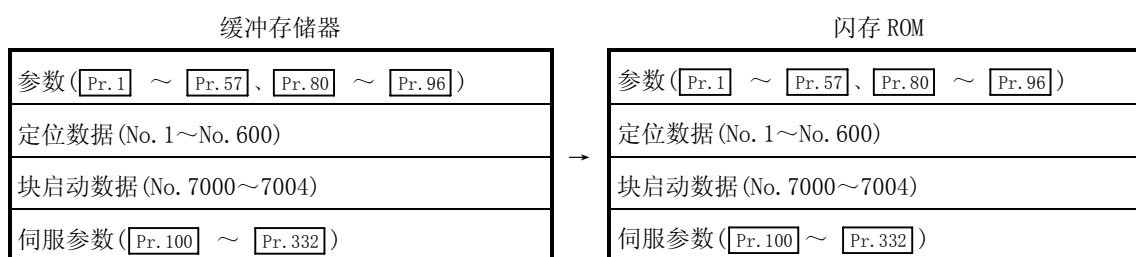 缓冲存储器
闪存 ROM
参数(Pr.1 ～ Pr.57、Pr.80 ～ Pr.96)
参数(Pr.1 ～ Pr.57、Pr.80 ～ Pr.96)
定位数据(No.1～No.600)
定位数据(No.1～No.600)
→
块启动数据(No.7000～7004)
块启动数据(No.7000～7004)
伺服参数(Pr.100 ～ Pr.332)
伺服参数(Pr.100～ Pr.332)